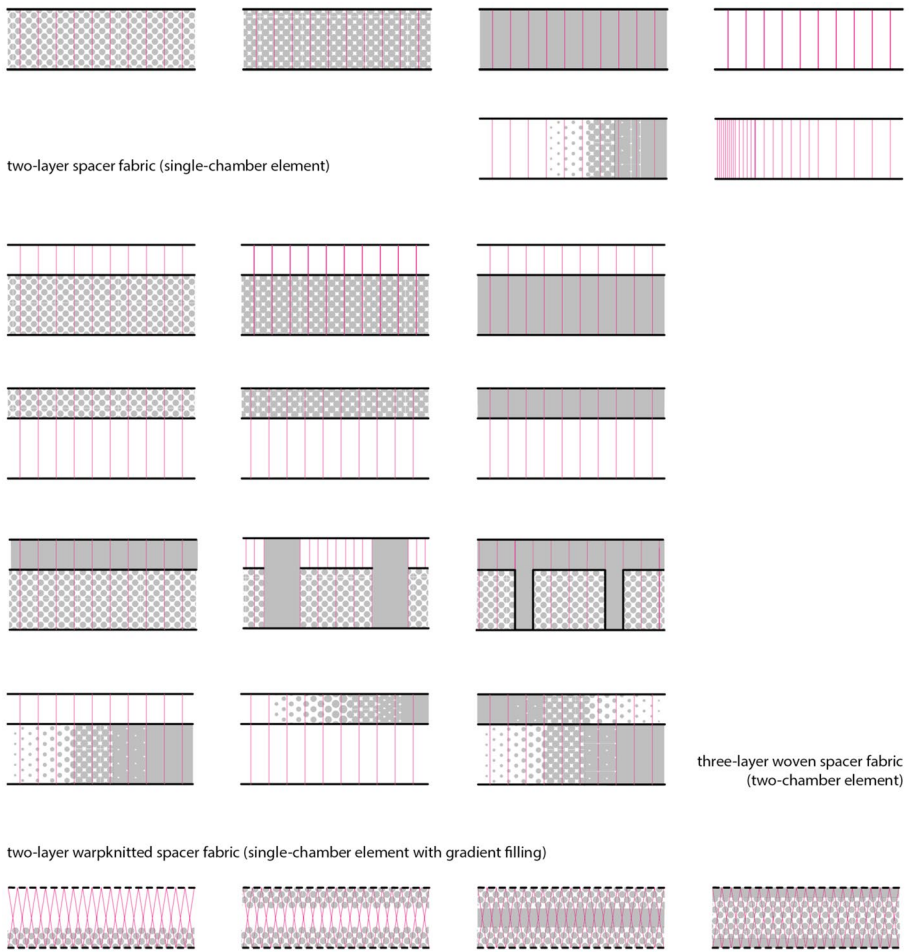 two-layer spacer fabric (single-chamber element)
three-layer woven spacer fabric
(two-chamber element)
two-layer warpknitted spacer fabric (single-chamber element with gradient filling)